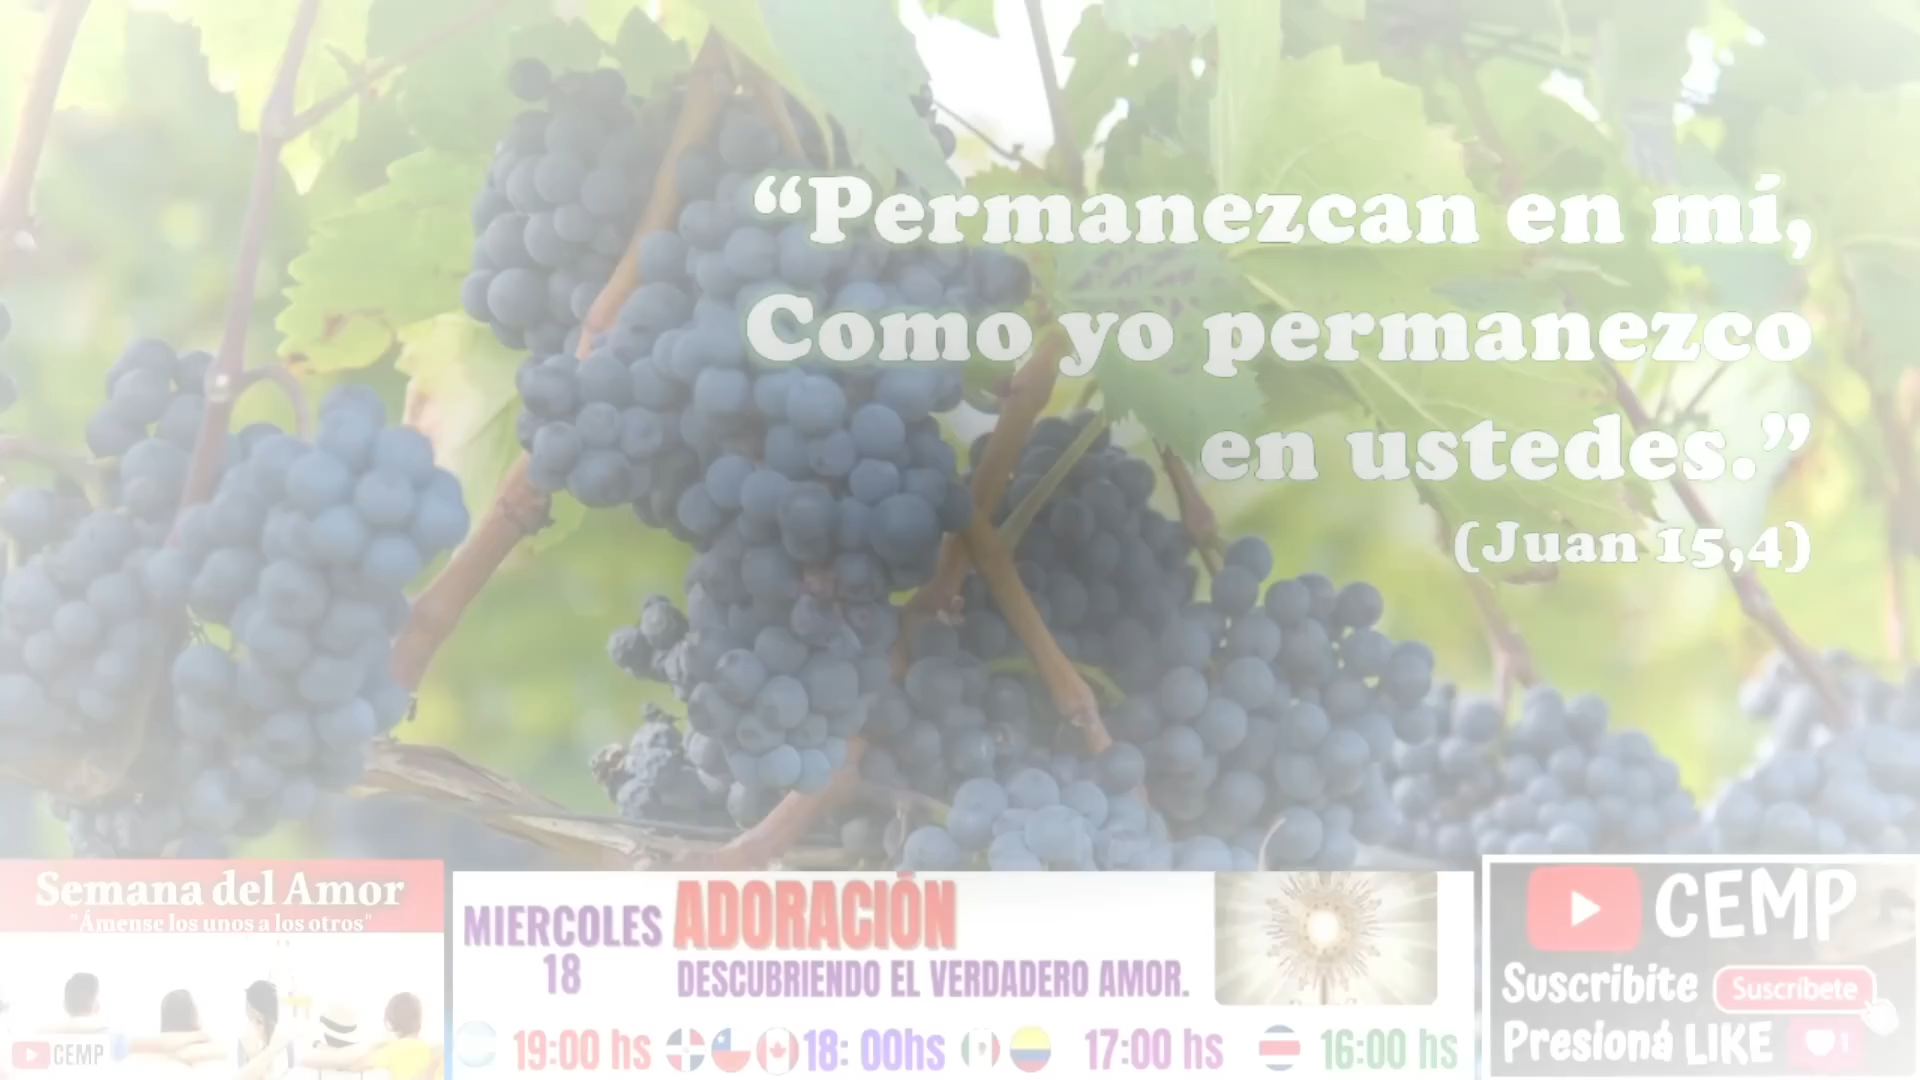 “Permanezcan en mí,
Como yo permanezco
en ustedes.”
(Juan 15,4)
Semana del Amor
"Ámense los unos a los otros"
CEMP
MIERCOLES
18
ADORACIÓN
DESCUBRIENDO EL VERDADERO AMOR.
19:00 hs
18: 00hs
17:00 hs
16:00 hs
CEMP
Suscribite
Suscríbete
Presioná LIKE
1